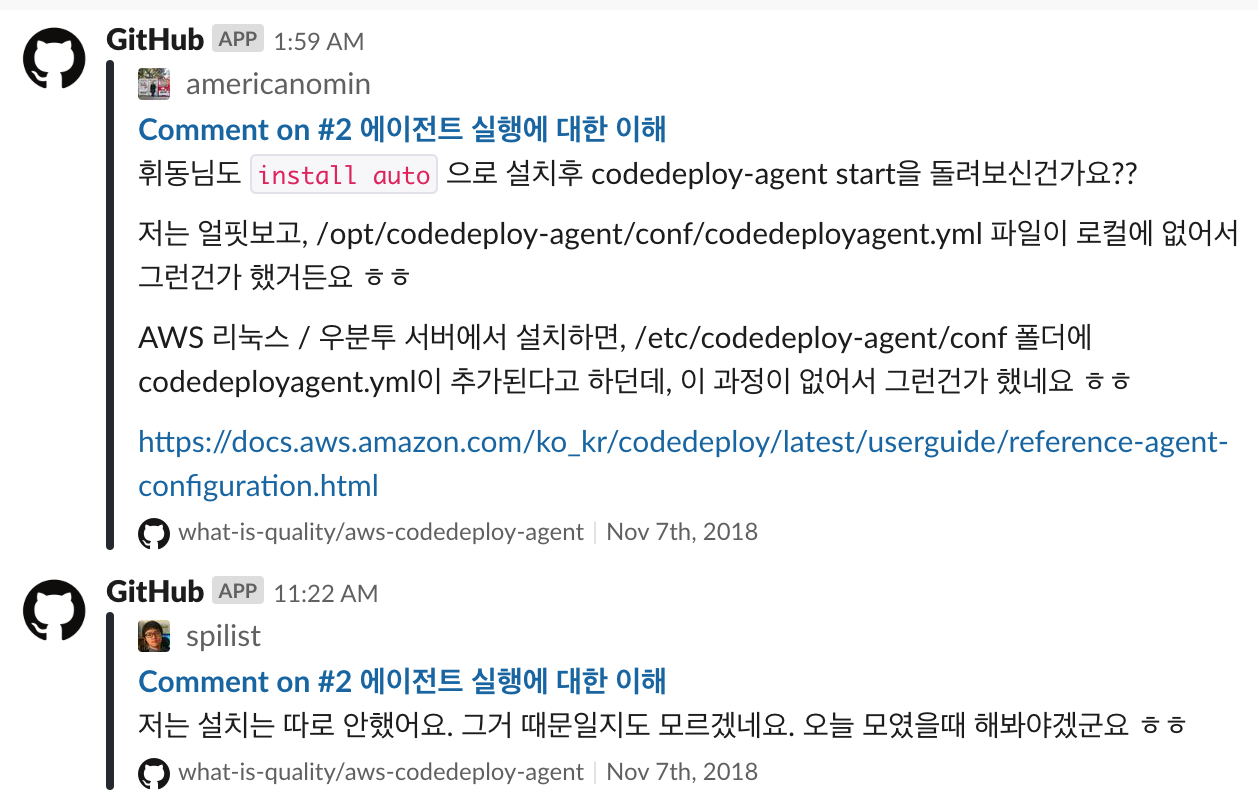 GitHub APP 1:59 AM
americanomin
Comment on #2 에이전트 실행에 대한 이해
휘동님도 install auto 으로 설치후 codedeploy-agent start을 돌려보신건가요??
저는 얼핏보고, /opt/codedeploy-agent/conf/codedeployagent.yml 파일이 로컬에 없어서
그런건가 했거든요 ㅎㅎ
AWS 리눅스 / 우분투 서버에서 설치하면, /etc/codedeploy-agent/conf 폴더에
codedeployagent.yml이 추가된다고 하던데, 이 과정이 없어서 그런건가 했네요 ㅎㅎ
https://docs.aws.amazon.com/ko_kr/codedeploy/latest/userguide/reference-agent-
configuration.html
what-is-quality/aws-codedeploy-agent | Nov 7th, 2018
GitHub APP 11:22 AM
spilist
Comment on #2 에이전트 실행에 대한 이해
저는 설치는 따로 안했어요. 그거 때문일지도 모르겠네요. 오늘 모였을때 해봐야겠군요 ㅎㅎ
what-is-quality/aws-codedeploy-agent | Nov 7th, 2018